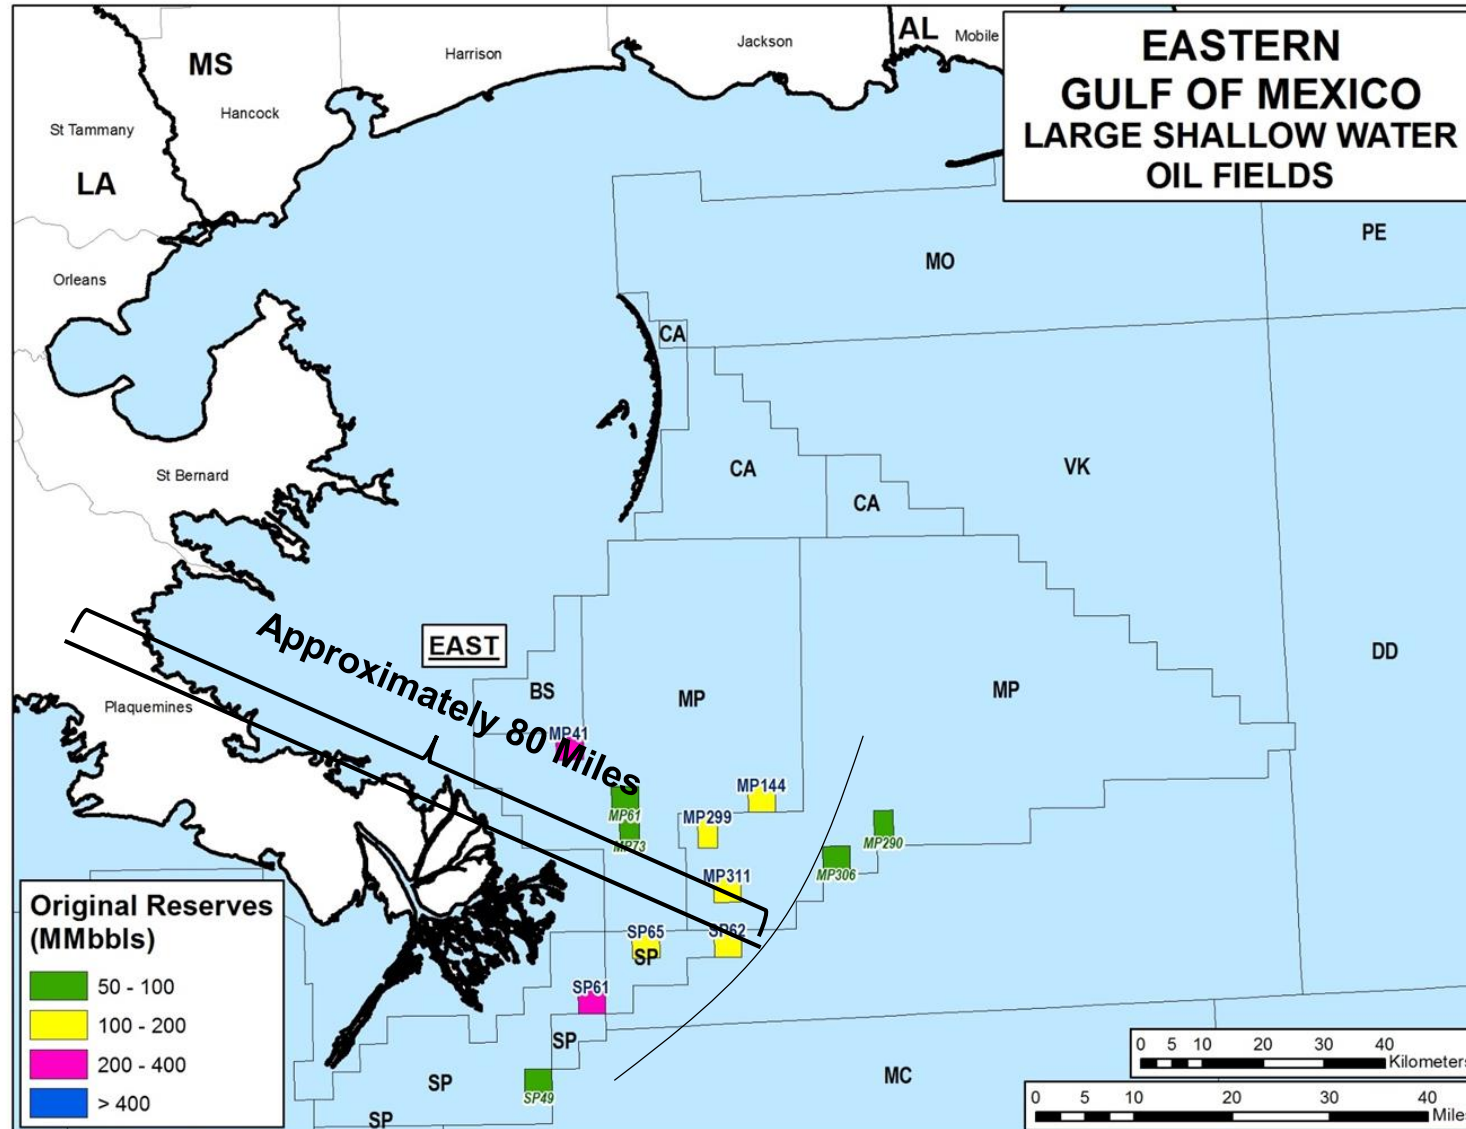 EASTERN
GULF OF MEXICO
LARGE SHALLOW WATER
OIL FIELDS
MS
AL
Mobile
Harrison
Jackson
Hancock
St Tammany
LA
Orleans
St Bernard
Plaquemines
PE
MO
CA
CA
CA
VK
DD
EAST
Approximately 80 Miles
BS
MP
MP
MP41
MP61
MP73
MP144
MP299
MP290
MP306
MP311
SP65
SP
SP62
SP61
SP
SP
SP49
SP
MC
Original Reserves
(MMbbls)
50 - 100
100 - 200
200 - 400
> 400
0 5 10 20 30 40
Kilometers
0 5 10 20 30 40
Miles